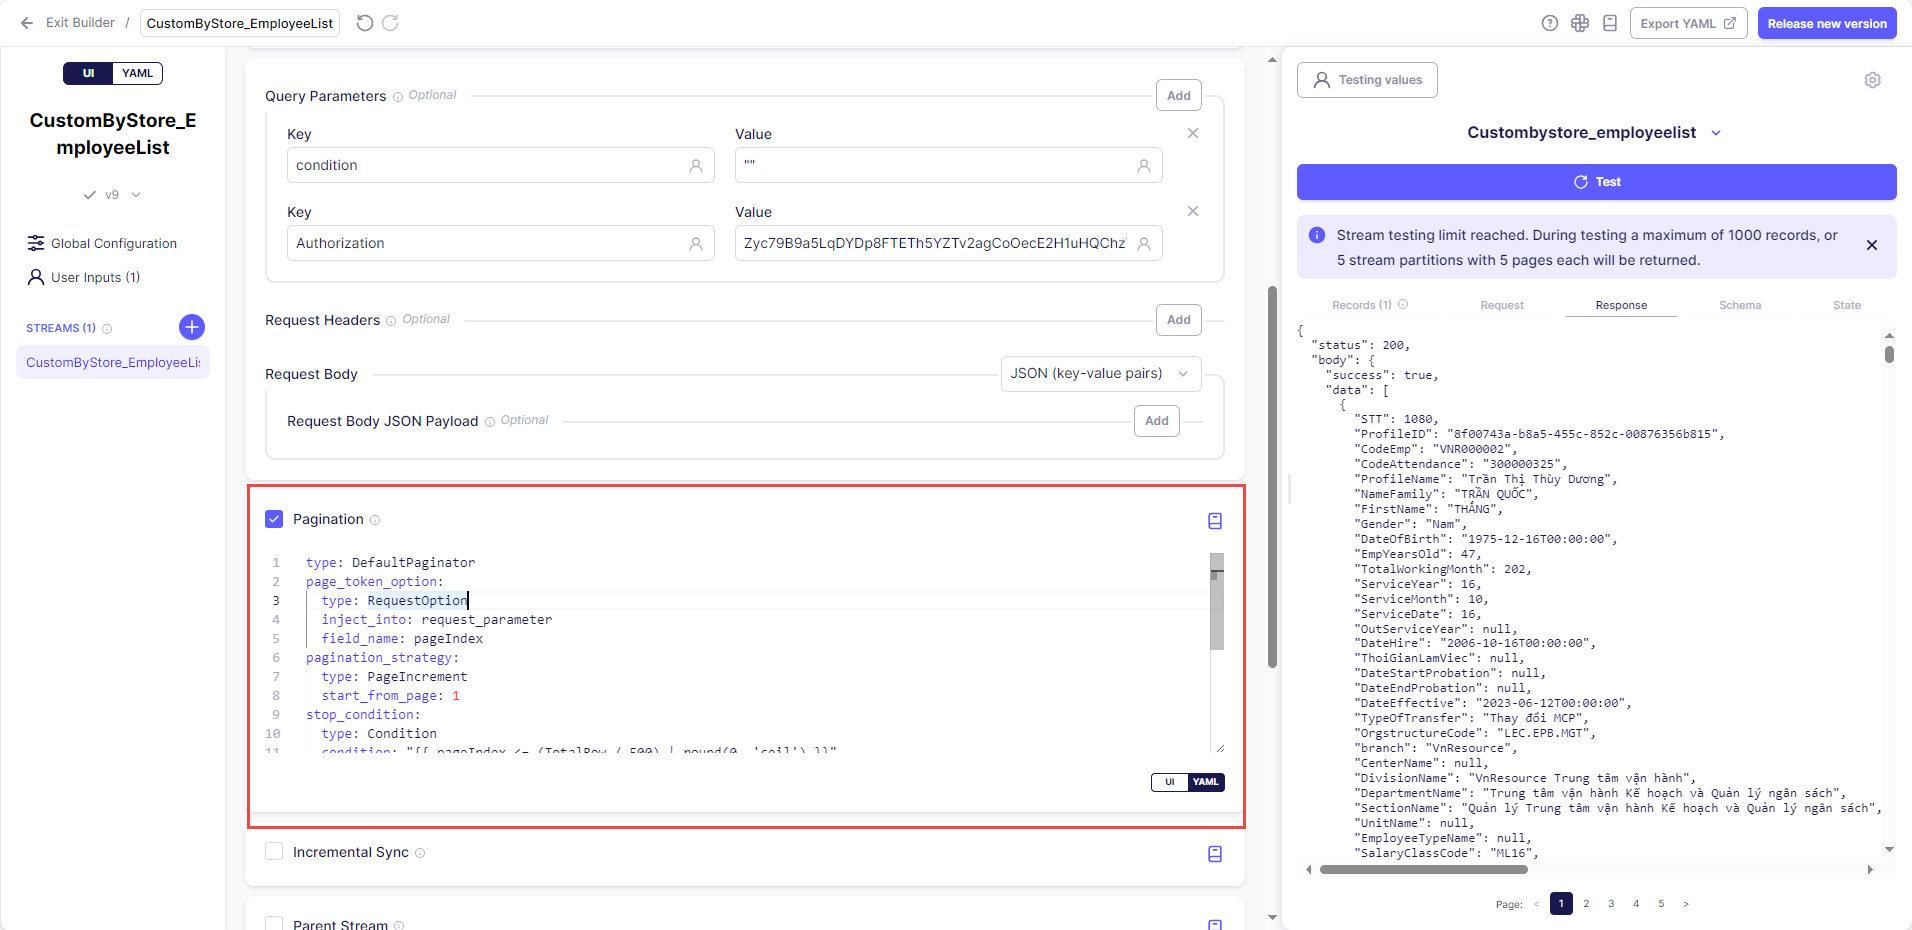 Exit Builder / CustomByStore_EmployeeList
Export YAML
Release new version
UI YAML
CustomByStore_E
mployeeList
v9
Global Configuration
User Inputs (1)
STREAMS (1)
CustomByStore_EmployeeLis
Query Parameters Optional
Add
Key Value
condition ""
Key Value
Authorization Zyc79B9a5LqDYDp8FTETh5YZTv2agCoOecE2H1uHQChz
Request Headers Optional
Add
Request Body
JSON (key-value pairs)
Request Body JSON Payload Optional
Add
Pagination
1 type: DefaultPaginator
2 page_token_option:
3 type: RequestOption
4 inject_into: request_parameter
5 field_name: pageIndex
6 pagination_strategy:
7 type: PageIncrement
8 start_from_page: 1
9 stop_condition:
10 type: Condition
11 condition: "{{ pageIndex <= (TotalRow / 500) | round(0, 'ceil') }}"
UI YAML
Incremental Sync
Parent Stream
Testing values
Custombystore_employeelist
Test
Stream testing limit reached. During testing a maximum of 1000 records, or
5 stream partitions with 5 pages each will be returned.
Records (1) Request Response Schema State
{
"status": 200,
"body": {
"success": true,
"data": [
{
"STT": 1080,
"ProfileID": "8f00743a-b8a5-455c-852c-00876356b815",
"CodeEmp": "VNR000002",
"CodeAttendance": "300000325",
"ProfileName": "Trần Thị Thùy Dương",
"NameFamily": "TRẦN QUỐC",
"FirstName": "THẮNG",
"Gender": "Nam",
"DateOfBirth": "1975-12-16T00:00:00",
"EmpYearsOld": 47,
"TotalWorkingMonth": 202,
"ServiceYear": 16,
"ServiceMonth": 10,
"ServiceDate": 16,
"OutServiceYear": null,
"DateHire": "2006-10-16T00:00:00",
"ThoiGianLamViec": null,
"DateStartProbation": null,
"DateEndProbation": null,
"DateEffective": "2023-06-12T00:00:00",
"TypeOfTransfer": "Thay đổi MCP",
"OrgstructureCode": "LEC.EPB.MGT",
"branch": "VnResource",
"CenterName": null,
"DivisionName": "VnResource Trung tâm vận hành",
"DepartmentName": "Trung tâm vận hành Kế hoạch và Quản lý ngân sách",
"SectionName": "Quản lý Trung tâm vận hành Kế hoạch và Quản lý ngân sách",
"UnitName": null,
"EmployeeTypeName": null,
"SalaryClassCode": "ML16",
Page: < 1 2 3 4 5 >